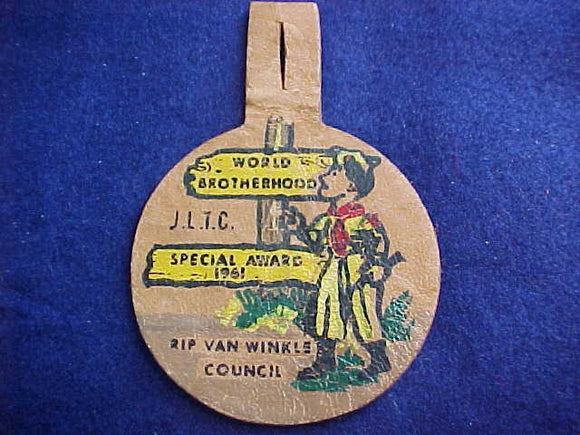 WORLD
BROTHERHOOD
J.L.T.C.
SPECIAL AWARD
1961
RIP VAN WINKLE
COUNCIL